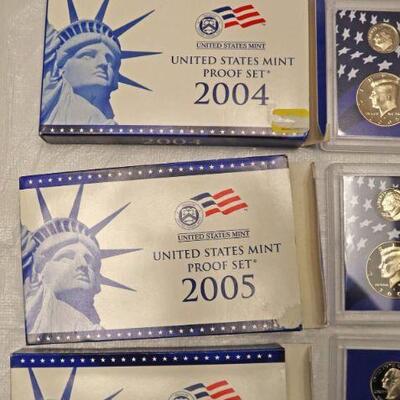 UNITED STATES MINT
UNITED STATES MINT
PROOF SET®
2004
2004
UNITED STATES MINT
UNITED STATES MINT
PROOF SET®
2005